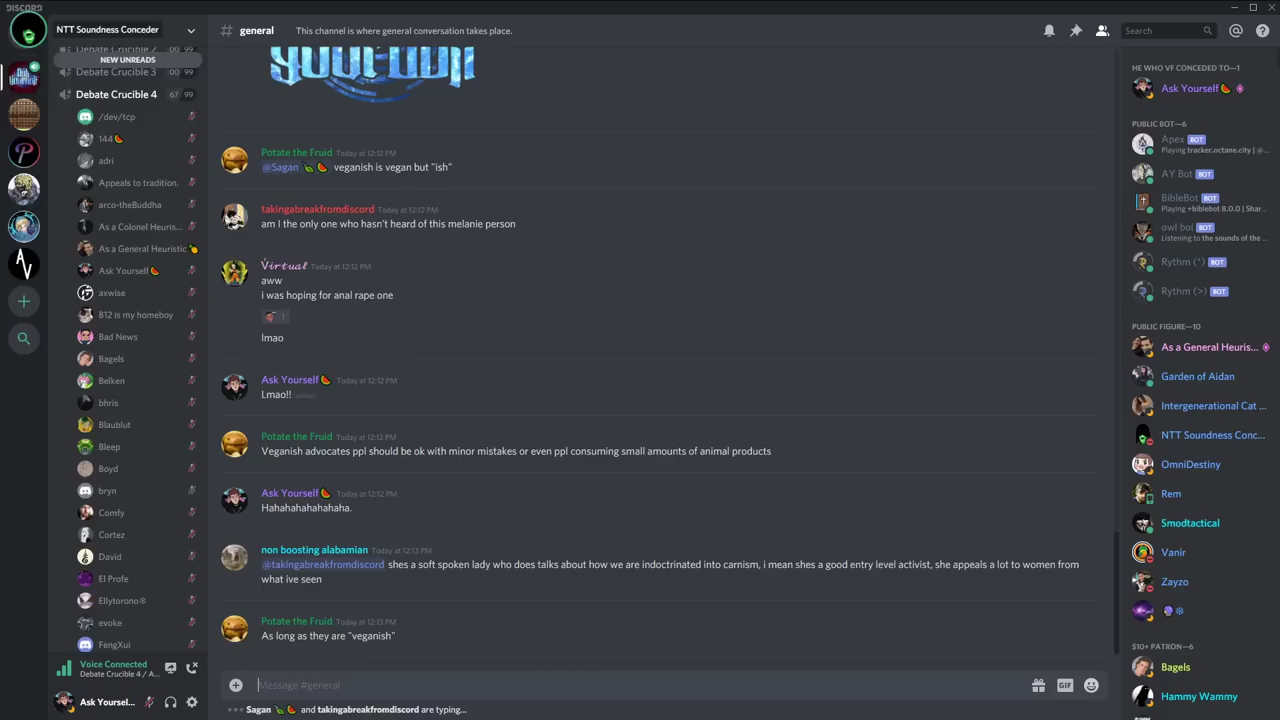 DISCORD
NTT Soundness Conceder
Debate Crucible 2 00 99
NEW UNREADS
Debate Crucible 3 00 99
Debate Crucible 4 67 99
/dev/tcp
144
adri
Appeals to tradition.
arco-theBuddha
As a Colonel Heuris...
As a General Heuristic
Ask Yourself
axwise
B12 is my homeboy
Bad News
Bagels
Belken
bhris
Blaublut
Bleep
Boyd
bryn
Comfy
Cortez
David
El Profe
Ellytorono❄
evoke
FengXui
Voice Connected
Debate Crucible 4 / A...
Ask Yoursel...
# general This channel is where general conversation takes place.
Potate the Fruid Today at 12:12 PM
@Sagan veganish is vegan but "ish"
takingabreakfromdiscord Today at 12:12 PM
am I the only one who hasn't heard of this melanie person
Virtual Today at 12:12 PM
aww
i was hoping for anal rape one
1
lmao
Ask Yourself Today at 12:12 PM
Lmao!! (edited)
Potate the Fruid Today at 12:12 PM
Veganish advocates ppl should be ok with minor mistakes or even ppl consuming small amounts of animal products
Ask Yourself Today at 12:12 PM
Hahahahahahahaha.
non boosting alabamian Today at 12:13 PM
@takingabreakfromdiscord shes a soft spoken lady who does talks about how we are indoctrinated into carnism, i mean shes a good entry level activist, she appeals a lot to women from
what ive seen
Potate the Fruid Today at 12:13 PM
As long as they are "veganish"
Message #general
GIF
Sagan and takingabreakfromdiscord are typing...
Search
HE WHO VF CONCEDED TO—1
Ask Yourself
PUBLIC BOT—6
Apex BOT
Playing tracker.octane.city | @...
AY Bot BOT
BibleBot BOT
Playing +biblebot 8.0.0 | Shar...
owl boi BOT
Listening to the sounds of the ...
Rythm (') BOT
Rythm (>) BOT
PUBLIC FIGURE—10
As a General Heuris...
Garden of Aidan
Intergenerational Cat ...
NTT Soundness Conc...
OmniDestiny
Rem
Smodtactical
Vanir
Zayzo
$10+ PATRON—6
Bagels
Hammy Wammy